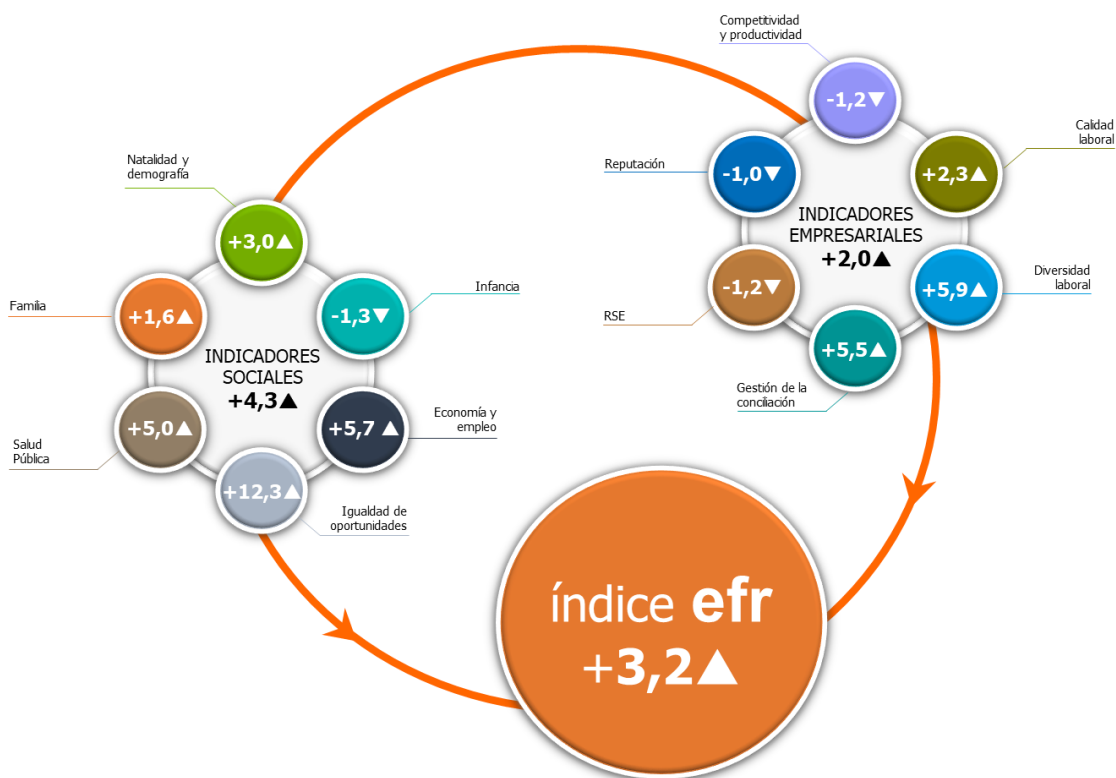 Competitividad
y productividad
-1,2▼
Calidad
laboral
+2,3▲
Reputación
-1,0▼
INDICADORES
EMPRESARIALES
+2,0▲
Diversidad
laboral
+5,9▲
RSE
-1,2▼
+5,5▲
Gestión de la
conciliación
Natalidad y
demografía
+3,0▲
Familia
+1,6▲
Infancia
-1,3▼
INDICADORES
SOCIALES
+4,3▲
Salud
Pública
+5,0▲
Economía y
empleo
+5,7▲
+12,3▲
Igualdad de
oportunidades
índice efr
+3,2▲